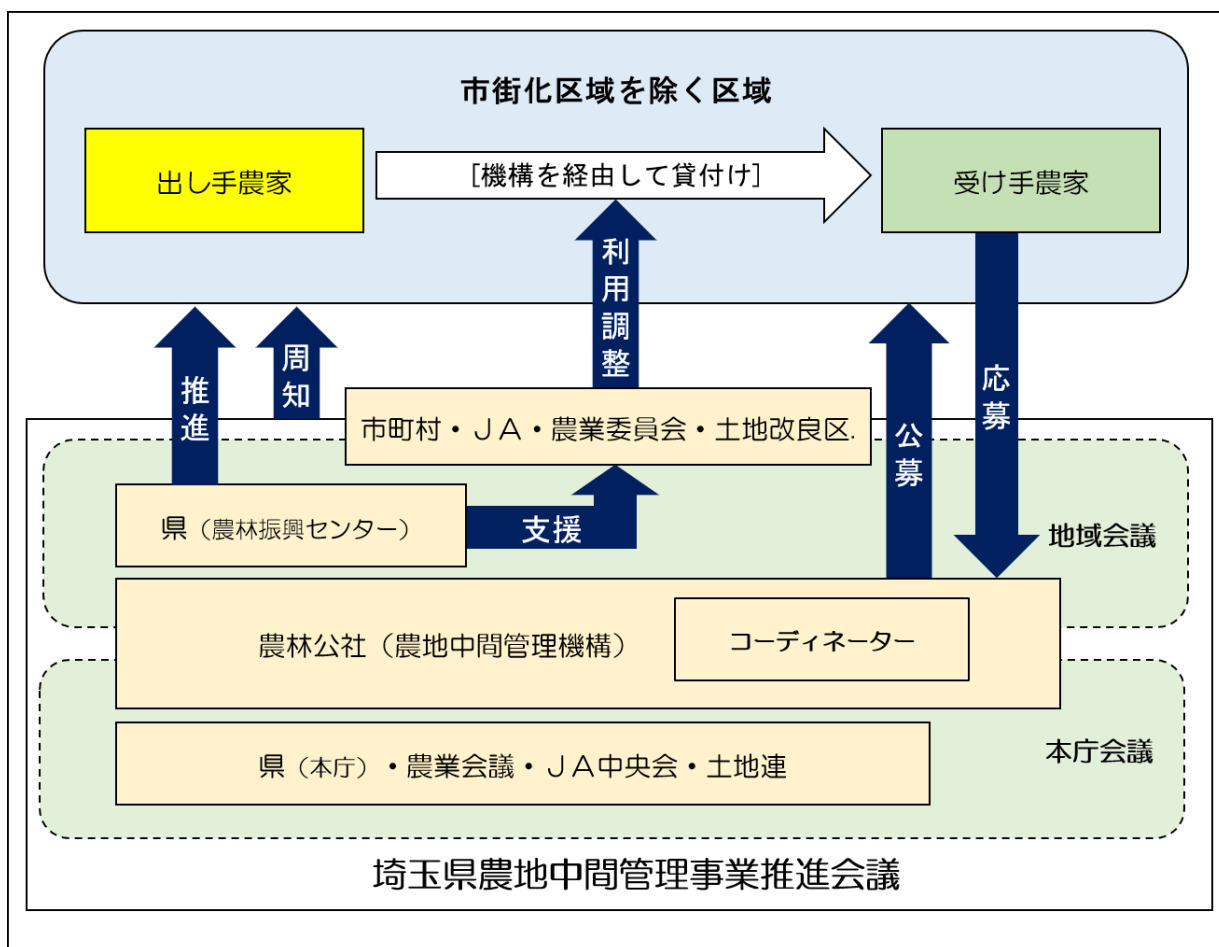 市街化区域を除く区域
出し手農家
[機構を経由して貸付け]
受け手農家
利用調整
推進
周知
公募
応募
市町村・ＪＡ・農業委員会・土地改良区.
県（農林振興センター）
支援
地域会議
農林公社（農地中間管理機構）
コーディネーター
本庁会議
県（本庁）・農業会議・ＪＡ中央会・土地連
埼玉県農地中間管理事業推進会議